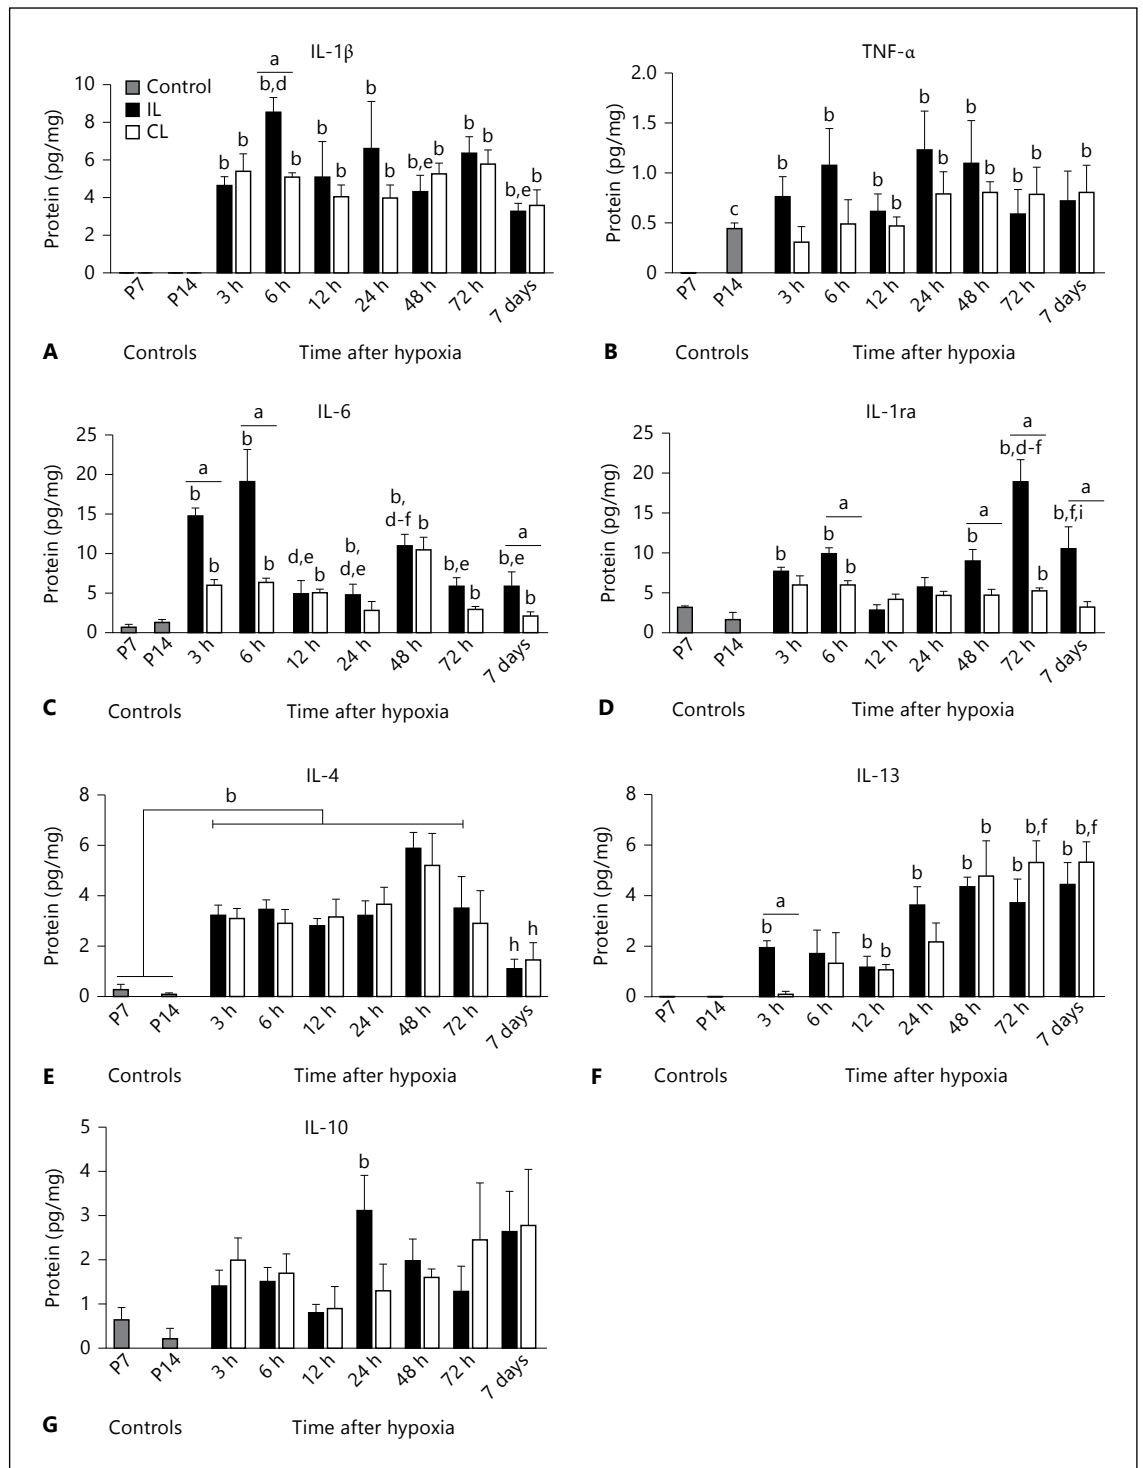 IL-1β
a
b,d
b b b b b b b,e b b b b,e b
Control
IL
CL
10
8
6
4
2
0
Protein (pg/mg)
P7 P14 3 h 6 h 12 h 24 h 48 h 72 h 7 days
A Controls Time after hypoxia
TNF-α
2.0
1.5
1.0
0.5
0
Protein (pg/mg)
c b b b b b b b b b b
P7 P14 3 h 6 h 12 h 24 h 48 h 72 h 7 days
B Controls Time after hypoxia
IL-6
25
20
15
10
5
0
Protein (pg/mg)
a
b b
a
b b
d,e b
b,
d,e
b,
d-f
b
b,e b
a
b,e b
P7 P14 3 h 6 h 12 h 24 h 48 h 72 h 7 days
C Controls Time after hypoxia
IL-1ra
25
20
15
10
5
0
Protein (pg/mg)
b
a
b b
a
b
a
b,d-f b
a
b,f,i
P7 P14 3 h 6 h 12 h 24 h 48 h 72 h 7 days
D Controls Time after hypoxia
IL-4
8
6
4
2
0
Protein (pg/mg)
b
h h
P7 P14 3 h 6 h 12 h 24 h 48 h 72 h 7 days
E Controls Time after hypoxia
IL-13
8
6
4
2
0
Protein (pg/mg)
a
b b b b b b b b,f b b,f
P7 P14 3 h 6 h 12 h 24 h 48 h 72 h 7 days
F Controls Time after hypoxia
IL-10
5
4
3
2
1
0
Protein (pg/mg)
b
P7 P14 3 h 6 h 12 h 24 h 48 h 72 h 7 days
G Controls Time after hypoxia